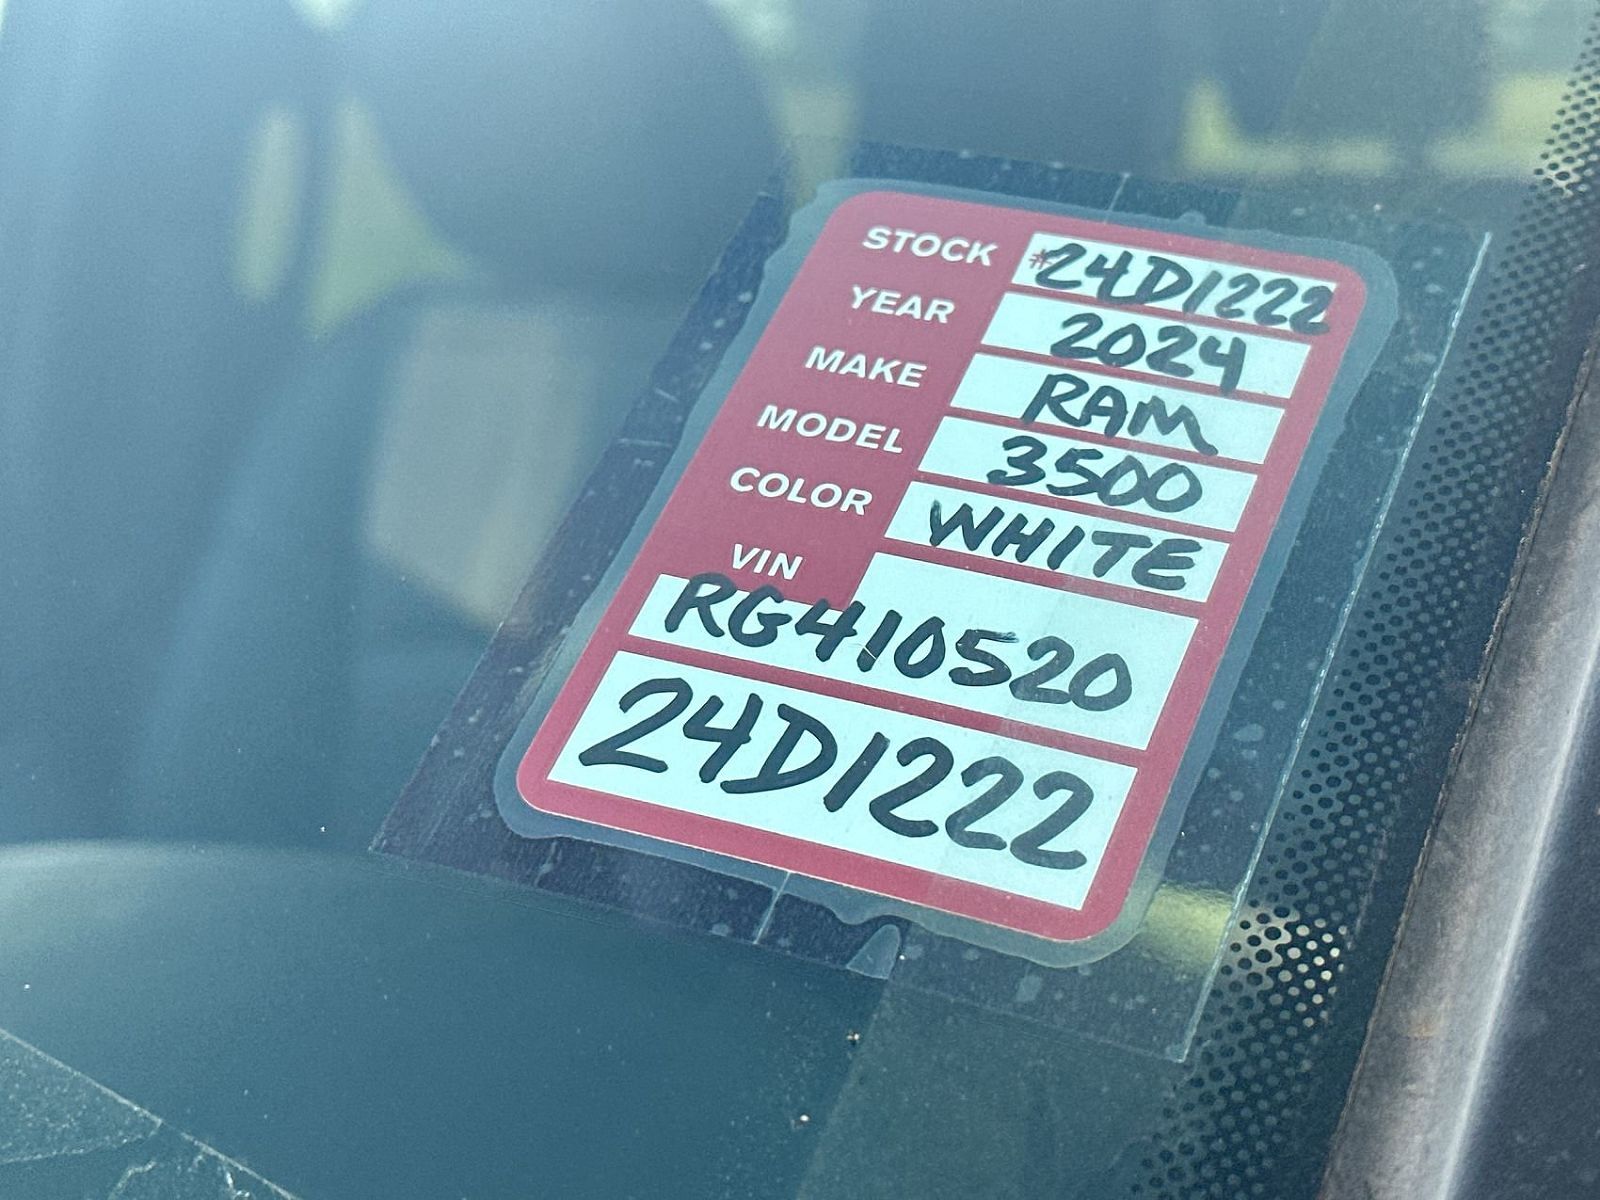 STOCK #24D1222
YEAR 2024
MAKE RAM
MODEL 3500
COLOR WHITE
VIN
RG410520
24D1222